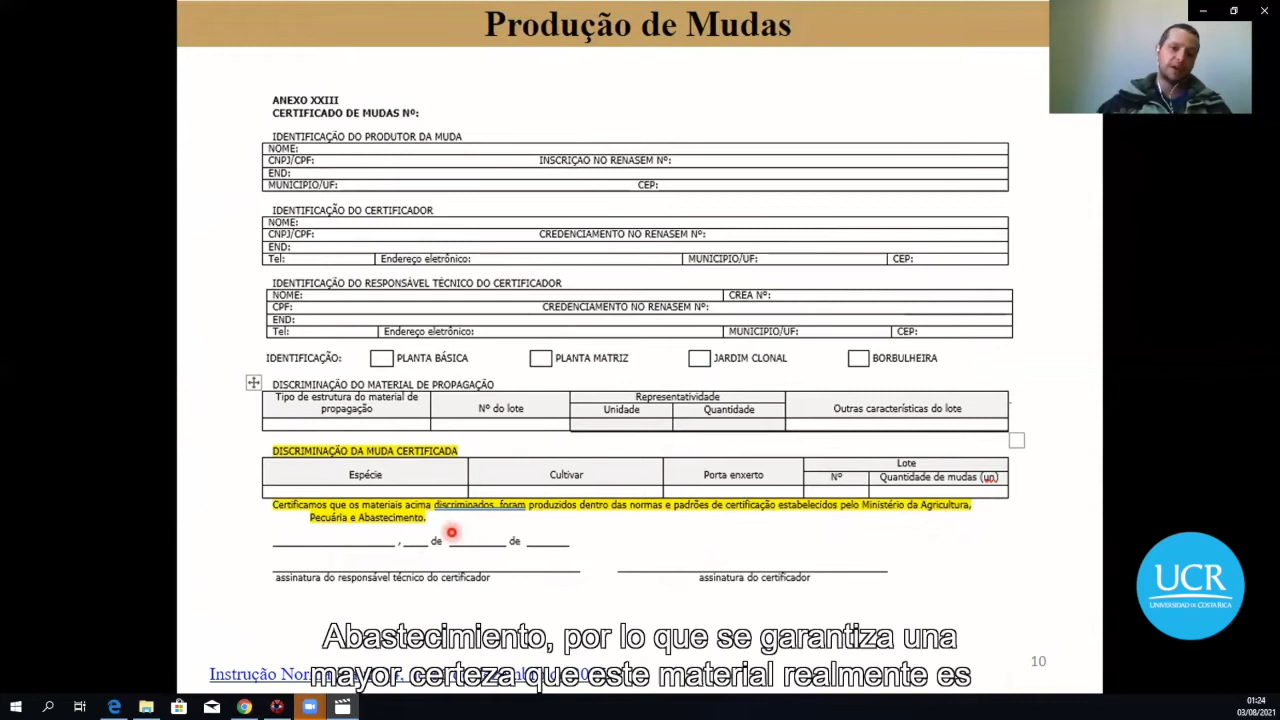 Produção de Mudas
ANEXO XXIII
CERTIFICADO DE MUDAS Nº:
IDENTIFICAÇÃO DO PRODUTOR DA MUDA
NOME:
CNPJ/CPF: INSCRIÇAO NO RENASEM Nº:
END:
MUNICIPIO/UF: CEP:
IDENTIFICAÇÃO DO CERTIFICADOR
NOME:
CNPJ/CPF: CREDENCIAMENTO NO RENASEM Nº:
END:
Tel: Endereço eletrônico: MUNICIPIO/UF: CEP:
IDENTIFICAÇÃO DO RESPONSÁVEL TÉCNICO DO CERTIFICADOR
NOME: CREA Nº:
CPF: CREDENCIAMENTO NO RENASEM Nº:
END:
Tel: Endereço eletrônico: MUNICIPIO/UF: CEP:
IDENTIFICAÇÃO: PLANTA BÁSICA PLANTA MATRIZ JARDIM CLONAL BORBULHEIRA
DISCRIMINAÇÃO DO MATERIAL DE PROPAGAÇÃO
Tipo de estrutura do material de propagação Nº do lote Representatividade Outras características do lote
Unidade Quantidade
DISCRIMINAÇÃO DA MUDA CERTIFICADA
Espécie Cultivar Porta enxerto Lote
Nº Quantidade de mudas (un)
Certificamos que os materiais acima discriminados, foram produzidos dentro das normas e padrões de certificação estabelecidos pelo Ministério da Agricultura,
Pecuária e Abastecimento.
, de de
assinatura do responsável técnico do certificador assinatura do certificador
UCR
UNIVERSIDAD DE COSTA RICA
Abastecimiento, por lo que se garantiza una
mayor certeza que este material realmente es
Instrução
10
01:24
03/08/2021